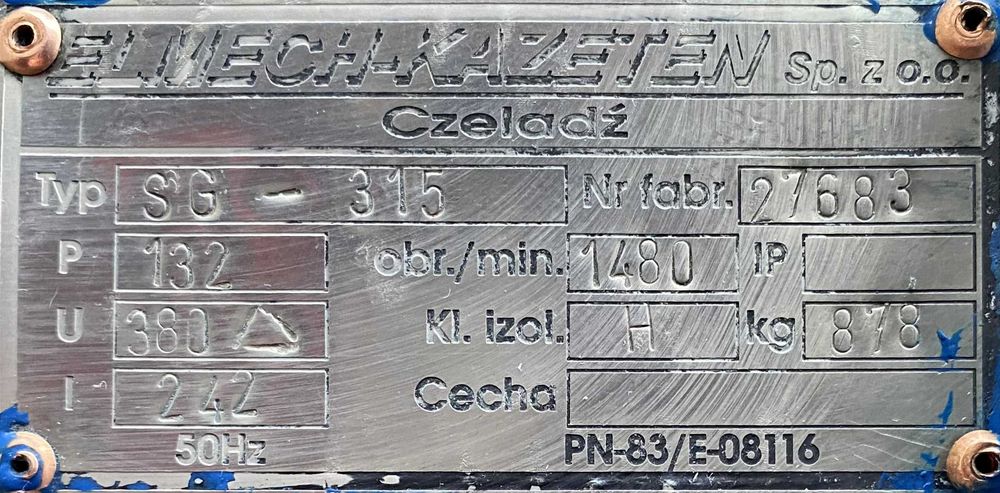 ELMECH-KAZETEN Sp. z o.o.
Czeladź
Typ SG - 315 Nr fabr. 27683
P 132 obr./min. 1480 IP
U 380 △ Kl. izol. H kg 878
I 242 Cecha
50Hz PN-83/E-08116